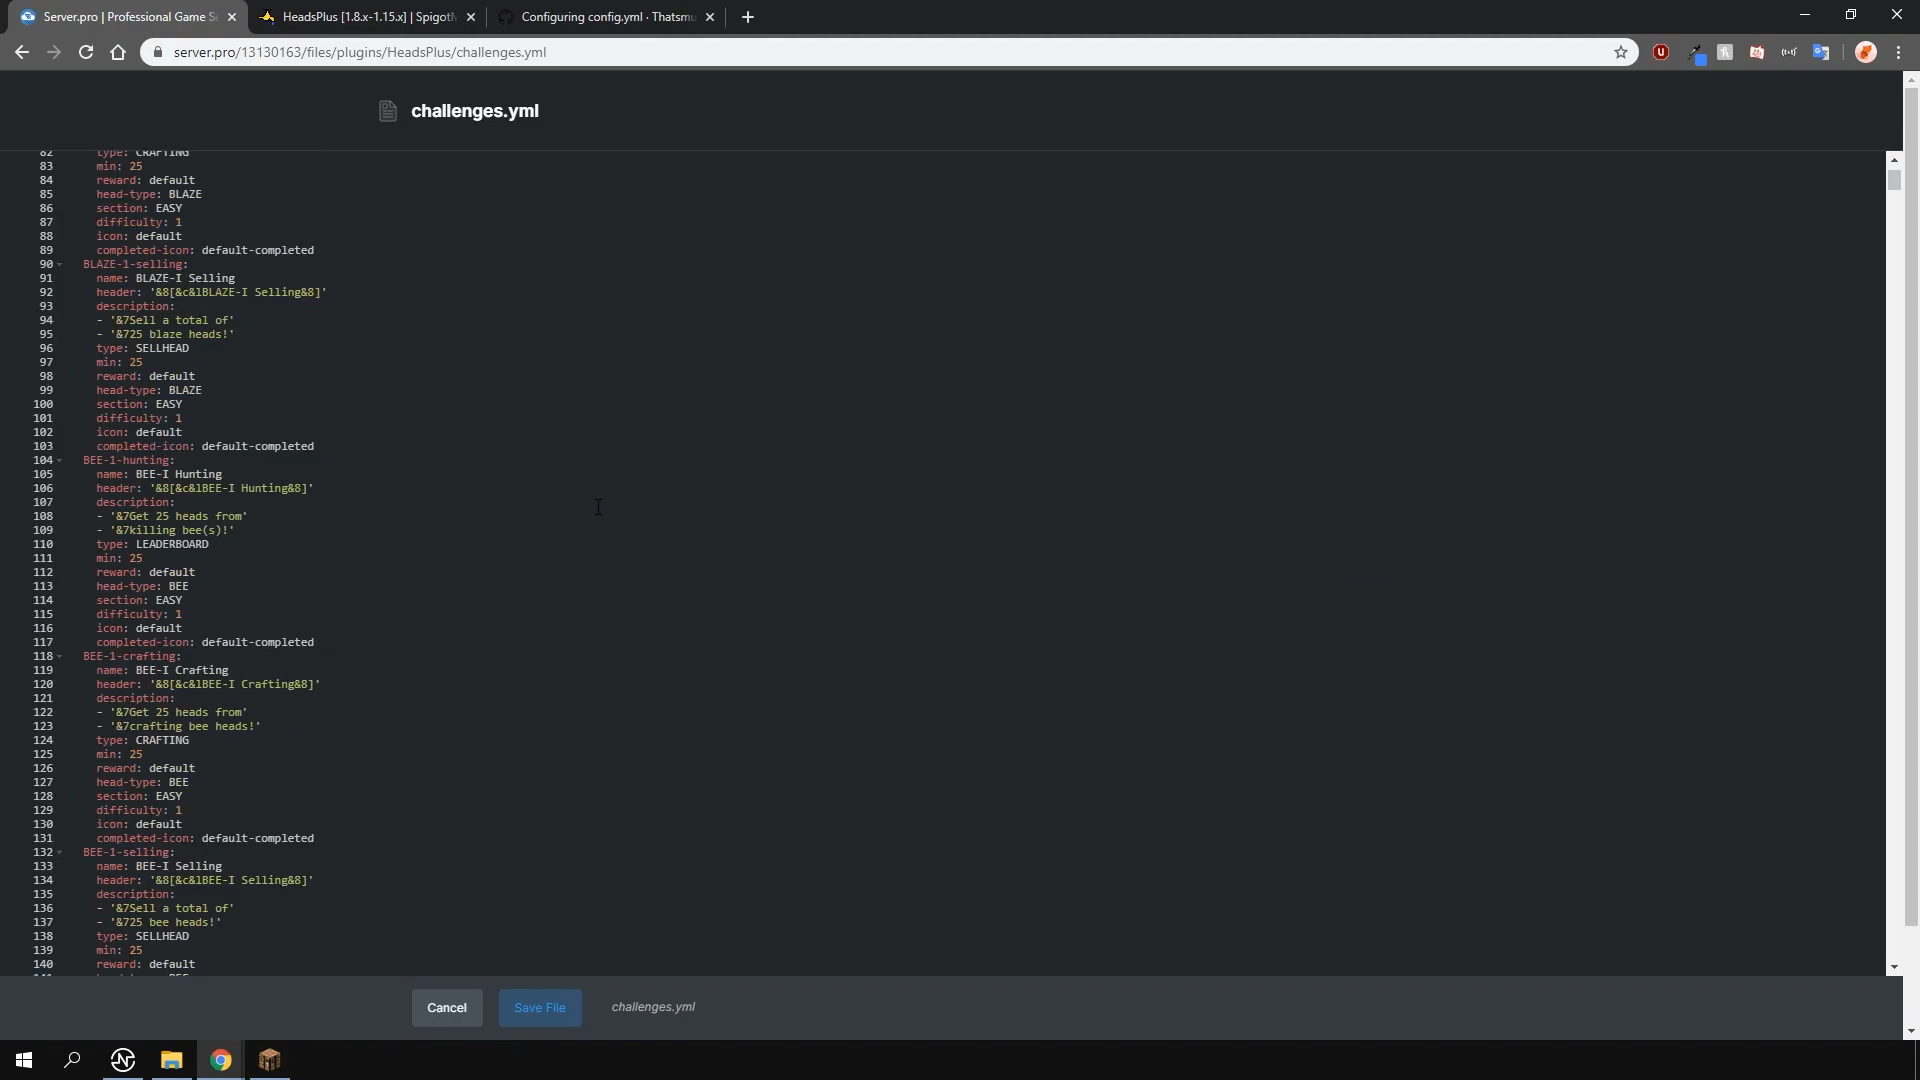 Server.pro | Professional Game S
HeadsPlus [1.8.x-1.15.x] | SpigotM
Configuring config.yml · Thatsmu
server.pro/13130163/files/plugins/HeadsPlus/challenges.yml
challenges.yml
82 type: CRAFTING
83 min: 25
84 reward: default
85 head-type: BLAZE
86 section: EASY
87 difficulty: 1
88 icon: default
89 completed-icon: default-completed
90 BLAZE-1-selling:
91 name: BLAZE-I Selling
92 header: '&8[&c&lBLAZE-I Selling&8]'
93 description:
94 - '&7Sell a total of'
95 - '&725 blaze heads!'
96 type: SELLHEAD
97 min: 25
98 reward: default
99 head-type: BLAZE
100 section: EASY
101 difficulty: 1
102 icon: default
103 completed-icon: default-completed
104 BEE-1-hunting:
105 name: BEE-I Hunting
106 header: '&8[&c&lBEE-I Hunting&8]'
107 description:
108 - '&7Get 25 heads from'
109 - '&7killing bee(s)!'
110 type: LEADERBOARD
111 min: 25
112 reward: default
113 head-type: BEE
114 section: EASY
115 difficulty: 1
116 icon: default
117 completed-icon: default-completed
118 BEE-1-crafting:
119 name: BEE-I Crafting
120 header: '&8[&c&lBEE-I Crafting&8]'
121 description:
122 - '&7Get 25 heads from'
123 - '&7crafting bee heads!'
124 type: CRAFTING
125 min: 25
126 reward: default
127 head-type: BEE
128 section: EASY
129 difficulty: 1
130 icon: default
131 completed-icon: default-completed
132 BEE-1-selling:
133 name: BEE-I Selling
134 header: '&8[&c&lBEE-I Selling&8]'
135 description:
136 - '&7Sell a total of'
137 - '&725 bee heads!'
138 type: SELLHEAD
139 min: 25
140 reward: default
Cancel
Save File
challenges.yml